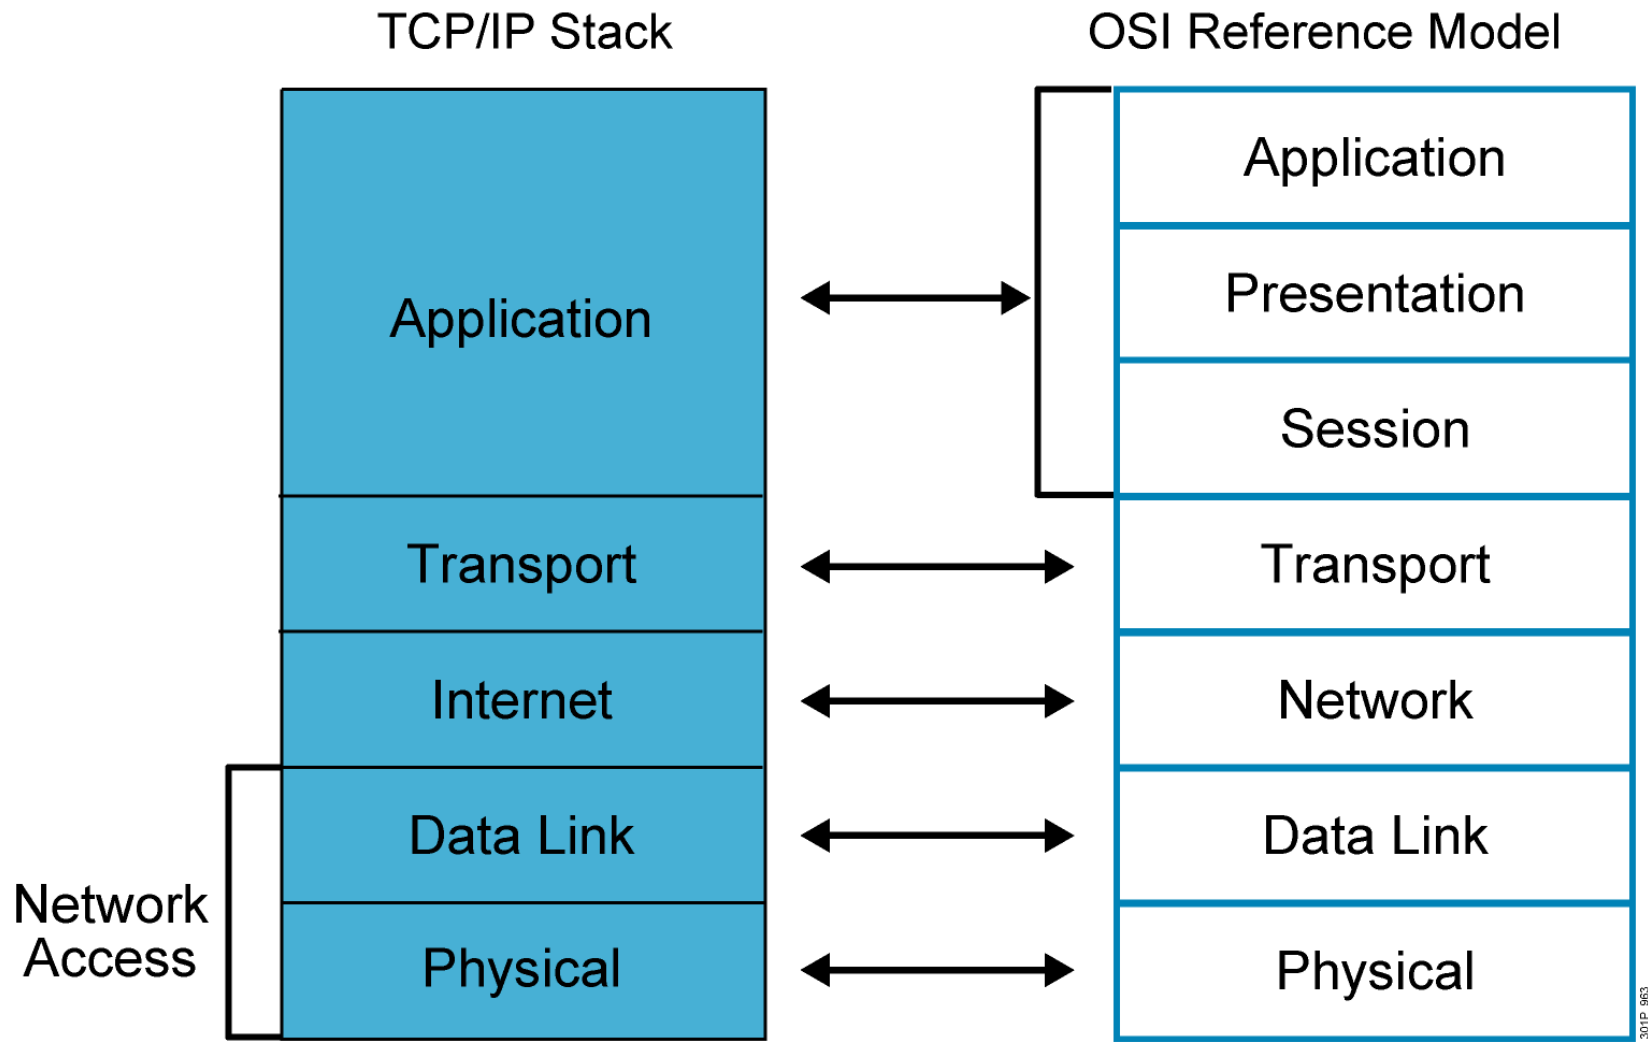 TCP/IP Stack
OSI Reference Model
Application
Transport
Internet
Data Link
Physical
Network
Access
Application
Presentation
Session
Transport
Network
Data Link
Physical
301P_963